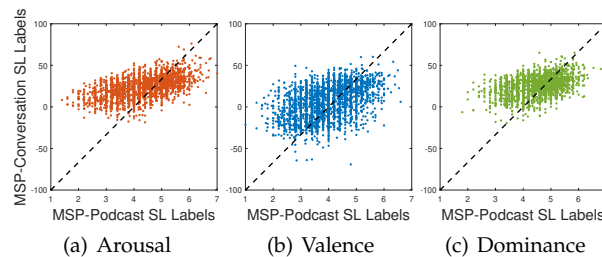 MSP-Conversation SL Labels
100
50
0
-50
-100
1 2 3 4 5 6 7
MSP-Podcast SL Labels
(a) Arousal
100
50
0
-50
-100
1 2 3 4 5 6 7
MSP-Podcast SL Labels
(b) Valence
100
50
0
-50
-100
1 2 3 4 5 6
MSP-Podcast SL Labels
(c) Dominance